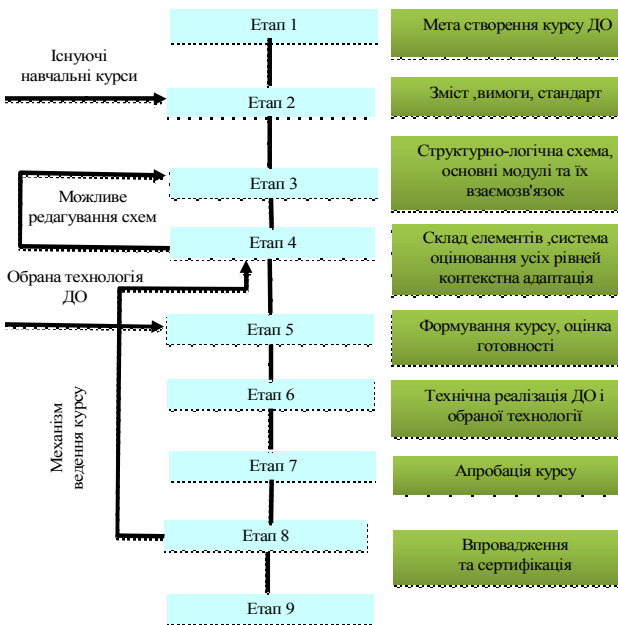 Етап 1
Мета створення курсу ДО
Існуючі
навчальні курси
Етап 2
Зміст ,вимоги, стандарт
Структурно-логічна схема,
основні модулі та їх
взаємозв'язок
Етап 3
Можливе
редагування схем
Етап 4
Склад елементів ,система
оцінювання усіх рівней
контекстна адаптація
Обрана технологія
ДО
Етап 5
Формування курсу, оцінка
готовності
Етап 6
Технічна реалізація ДО і
обраної технології
Механізм
ведення курсу
Етап 7
Апробація курсу
Етап 8
Впровадження
та сертифікація
Етап 9